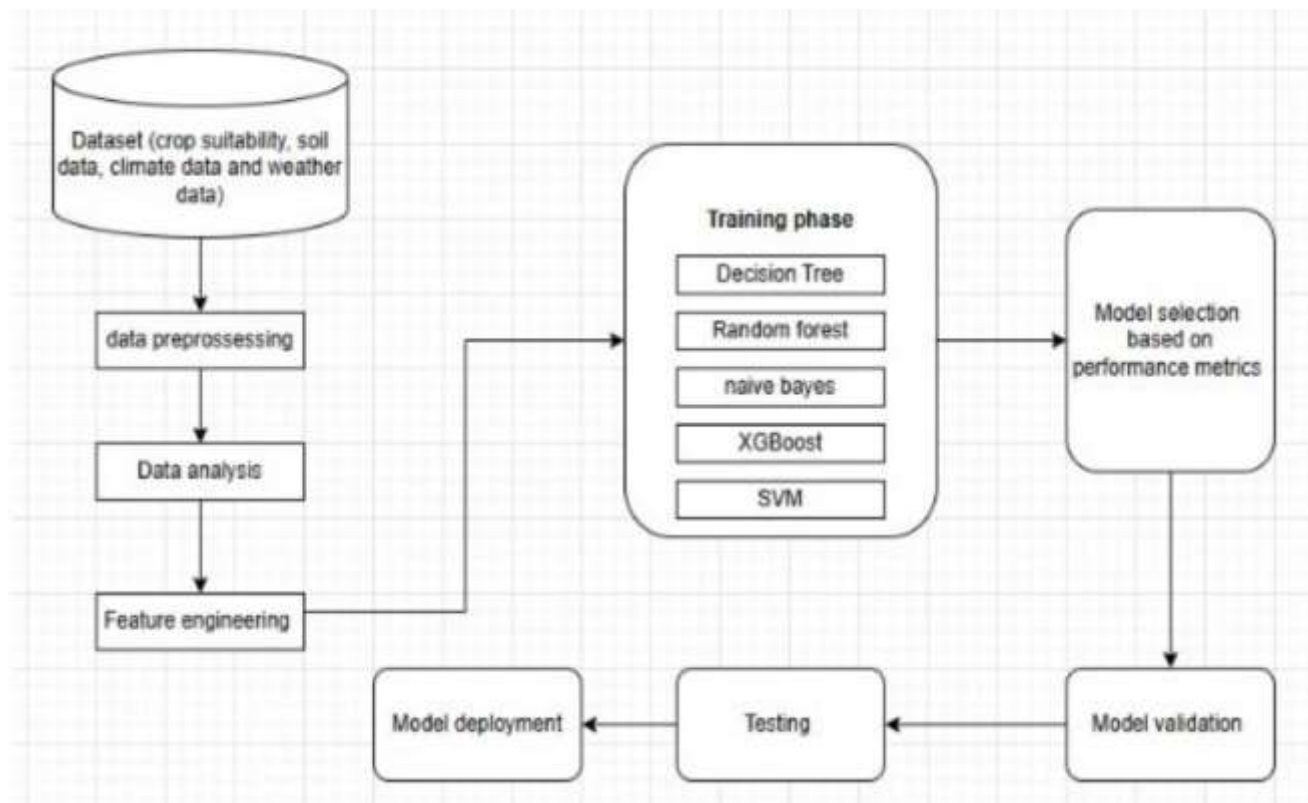 Dataset (crop suitability, soil
data, climate data and weather
data)
data preprossessing
Data analysis
Feature engineering
Training phase
Decision Tree
Random forest
naive bayes
XGBoost
SVM
Model selection
based on
performance metrics
Model validation
Testing
Model deployment